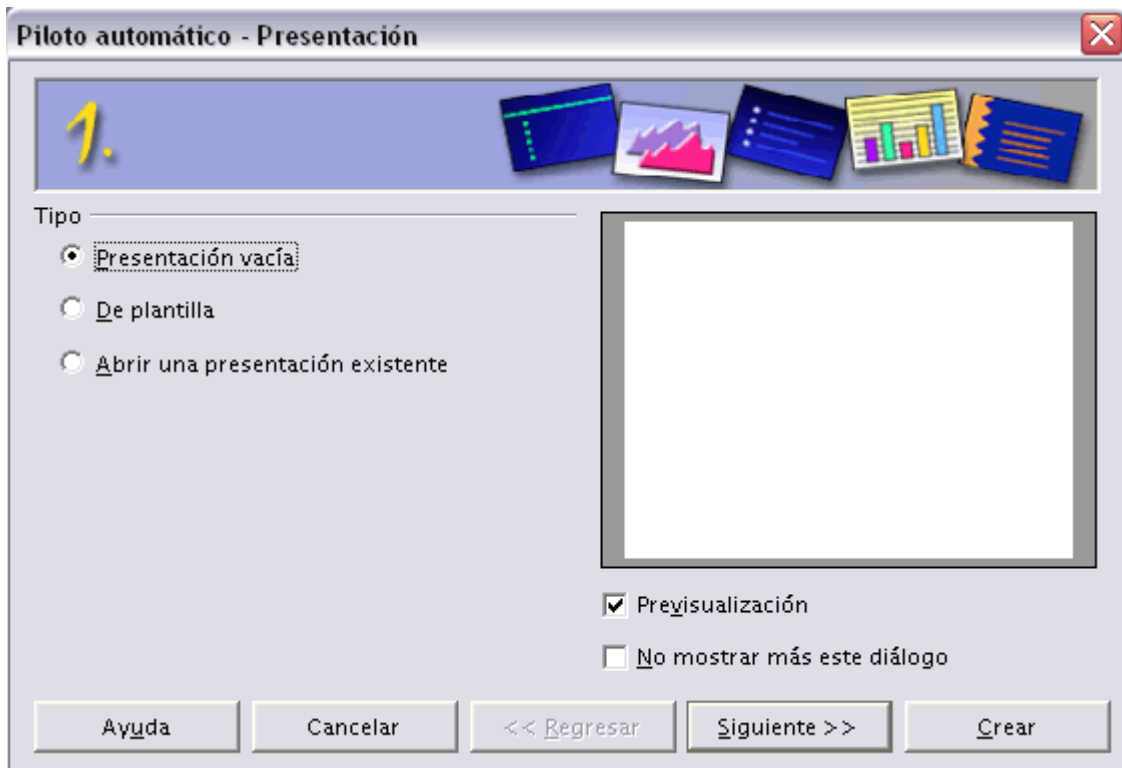 Piloto automático - Presentación
1.
Tipo
Presentación vacía
De plantilla
Abrir una presentación existente
Previsualización
No mostrar más este diálogo
Ayuda
Cancelar
<< Regresar
Siguiente >>
Crear